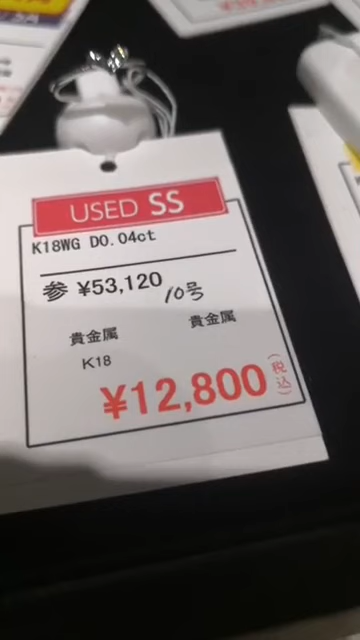 USED SS
K18WG D0.04ct
参 ¥53,120 10号
貴金属 貴金属
K18
¥12,800 (税込)